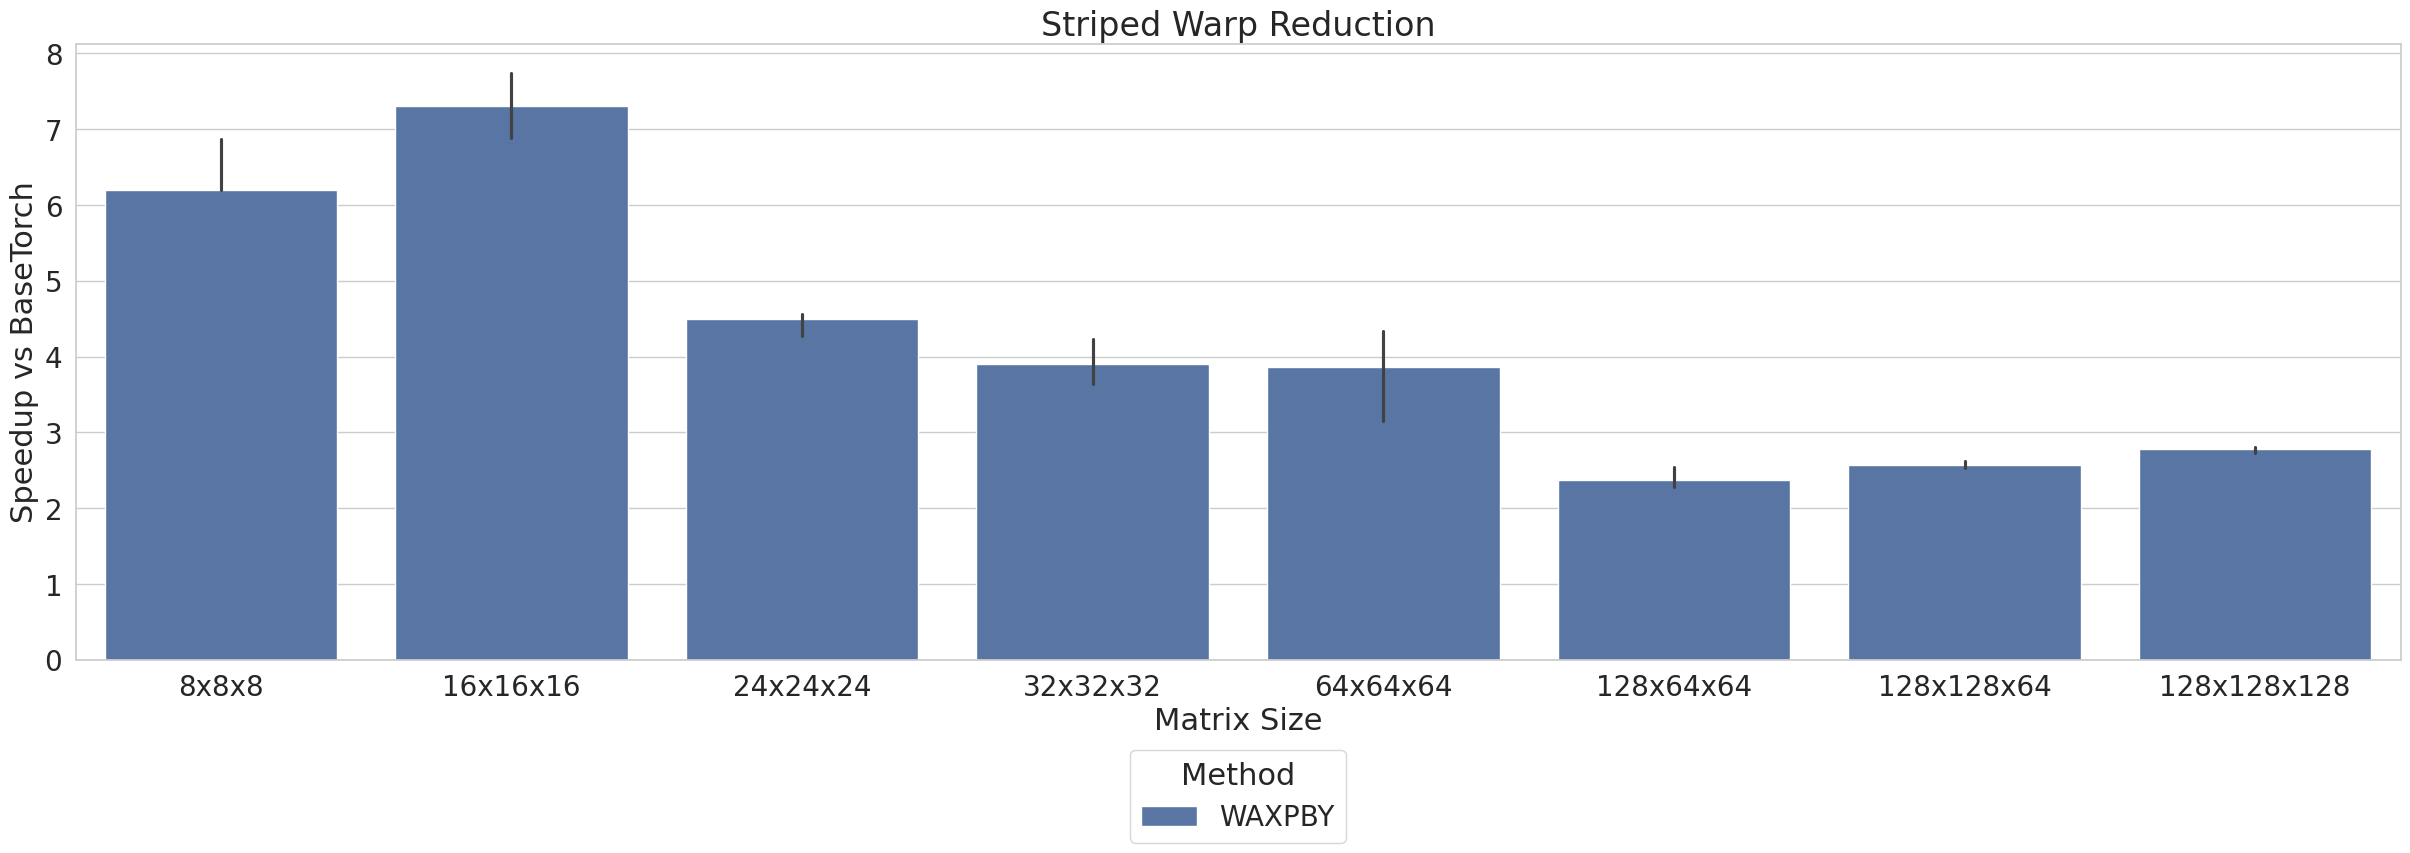 Striped Warp Reduction
Speedup vs BaseTorch
8
7
6
5
4
3
2
1
0
8x8x8 16x16x16 24x24x24 32x32x32 64x64x64 128x64x64 128x128x64 128x128x128
Matrix Size
Method
WAXPBY